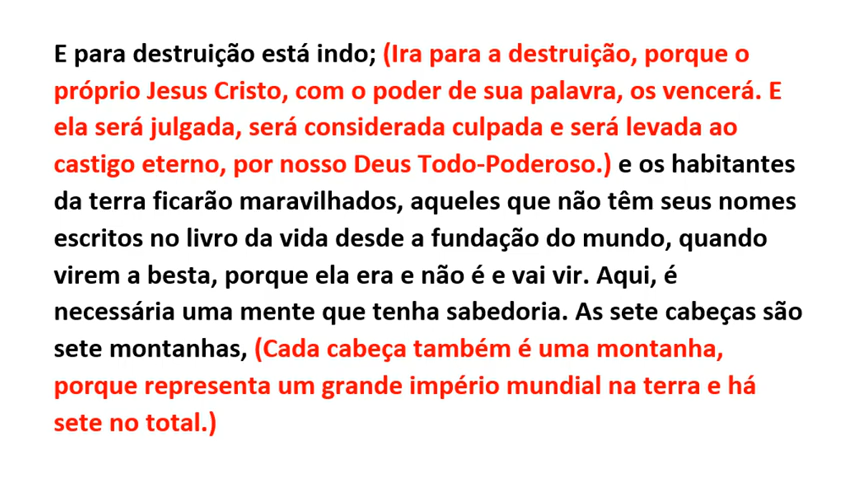 E para destruição está indo; (Ira para a destruição, porque o
próprio Jesus Cristo, com o poder de sua palavra, os vencerá. E
ela será julgada, será considerada culpada e será levada ao
castigo eterno, por nosso Deus Todo-Poderoso.) e os habitantes
da terra ficarão maravilhados, aqueles que não têm seus nomes
escritos no livro da vida desde a fundação do mundo, quando
virem a besta, porque ela era e não é e vai vir. Aqui, é
necessária uma mente que tenha sabedoria. As sete cabeças são
sete montanhas, (Cada cabeça também é uma montanha,
porque representa um grande império mundial na terra e há
sete no total.)